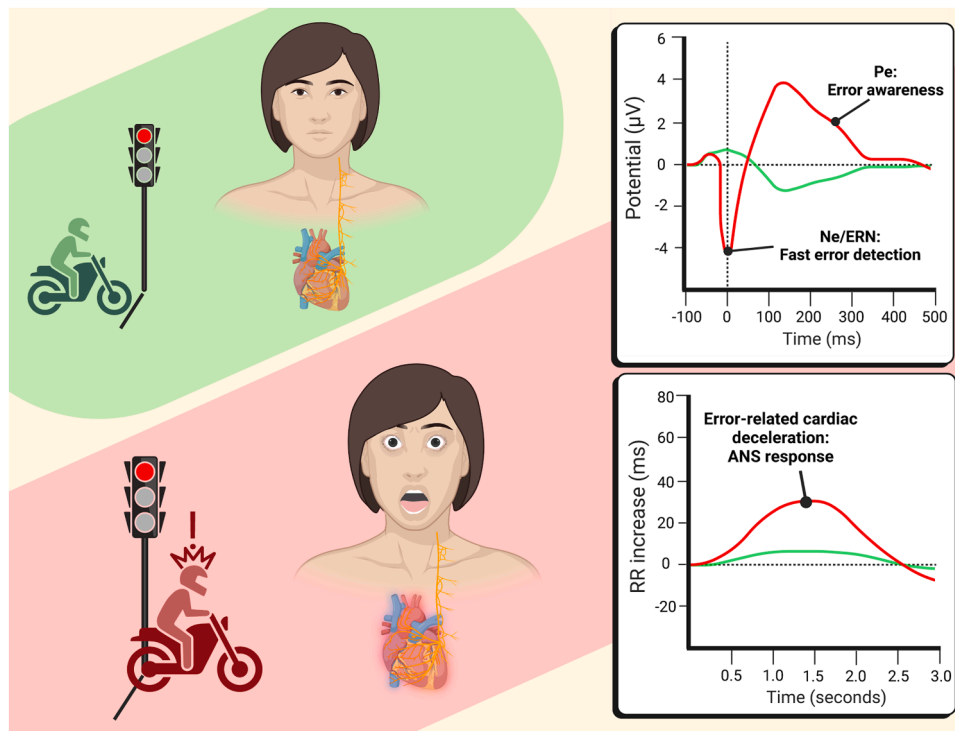 6
4
2
0
-2
-4
Potential (µV)
Pe:
Error awareness
Ne/ERN:
Fast error detection
-100 0 100 200 300 400 500
Time (ms)
!
80
60
40
20
0
-20
RR increase (ms)
Error-related cardiac
deceleration:
ANS response
0.5 1.0 1.5 2.0 2.5 3.0
Time (seconds)